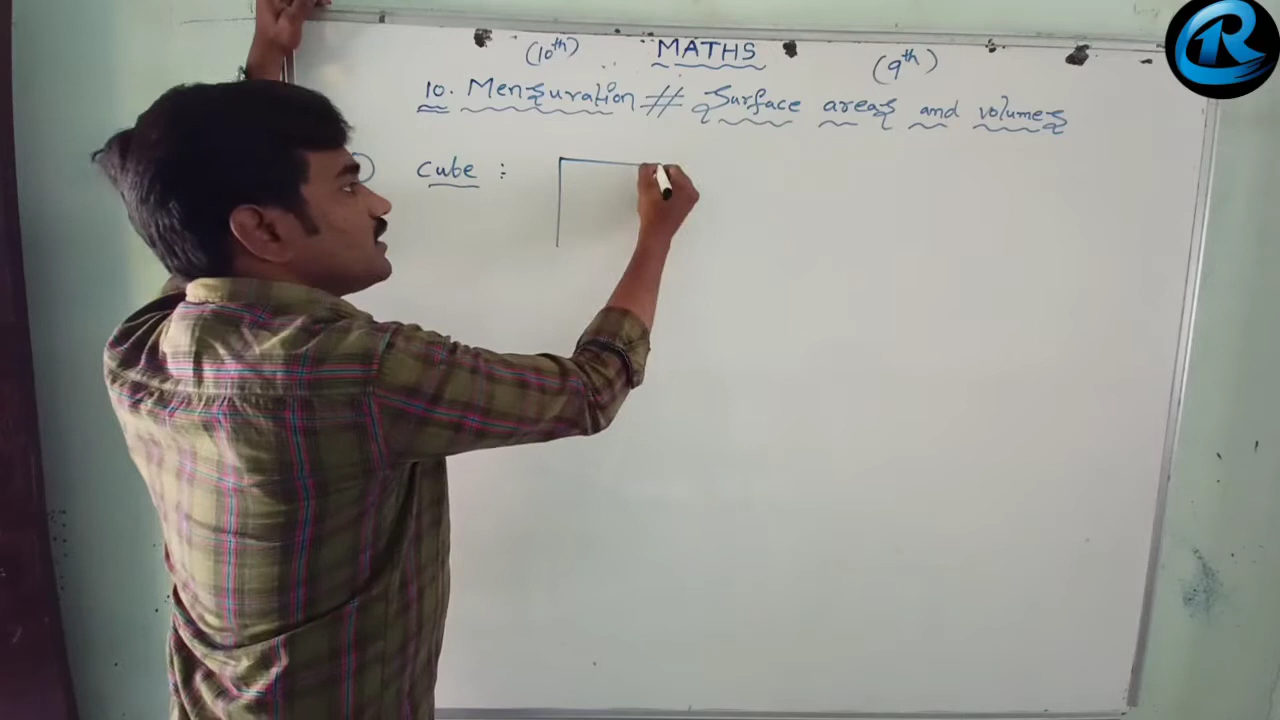 (10th) MATHS (9th)
10. Mensuration # Surface areas and volumes
Cube :
R